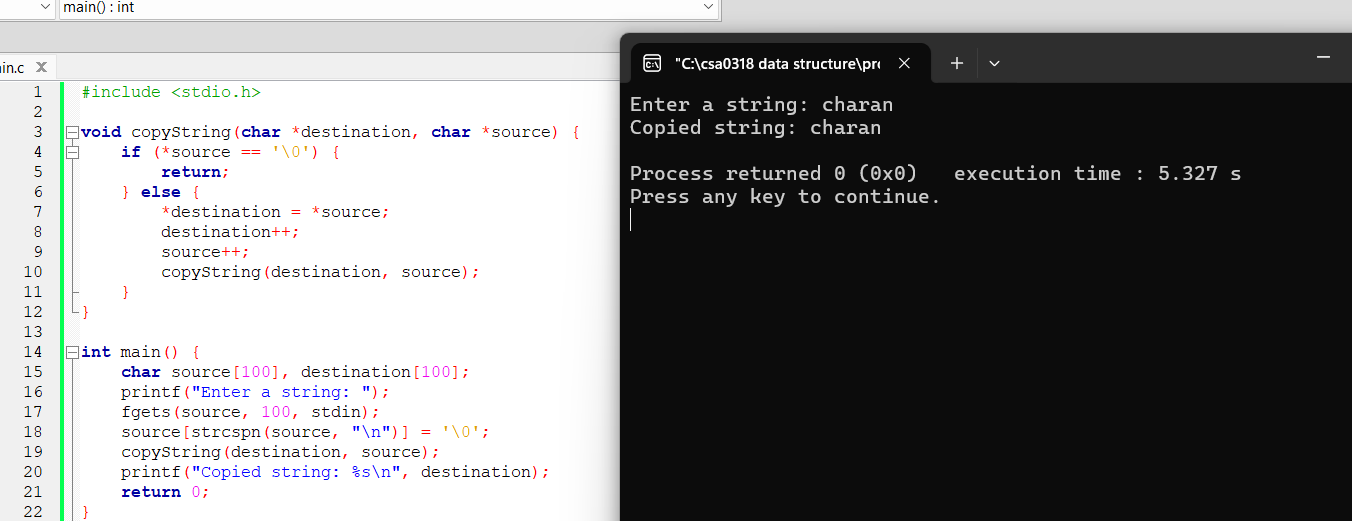 main() : int
in.c X
1 #include <stdio.h>
2
3 void copyString(char *destination, char *source) {
4     if (*source == '\0') {
5         return;
6     } else {
7         *destination = *source;
8         destination++;
9         source++;
10         copyString(destination, source);
11     }
12 }
13
14 int main() {
15     char source[100], destination[100];
16     printf("Enter a string: ");
17     fgets(source, 100, stdin);
18     source[strcspn(source, "\n")] = '\0';
19     copyString(destination, source);
20     printf("Copied string: %s\n", destination);
21     return 0;
22 }
"C:\csa0318 data structure\pro
Enter a string: charan
Copied string: charan
Process returned 0 (0x0)   execution time : 5.327 s
Press any key to continue.